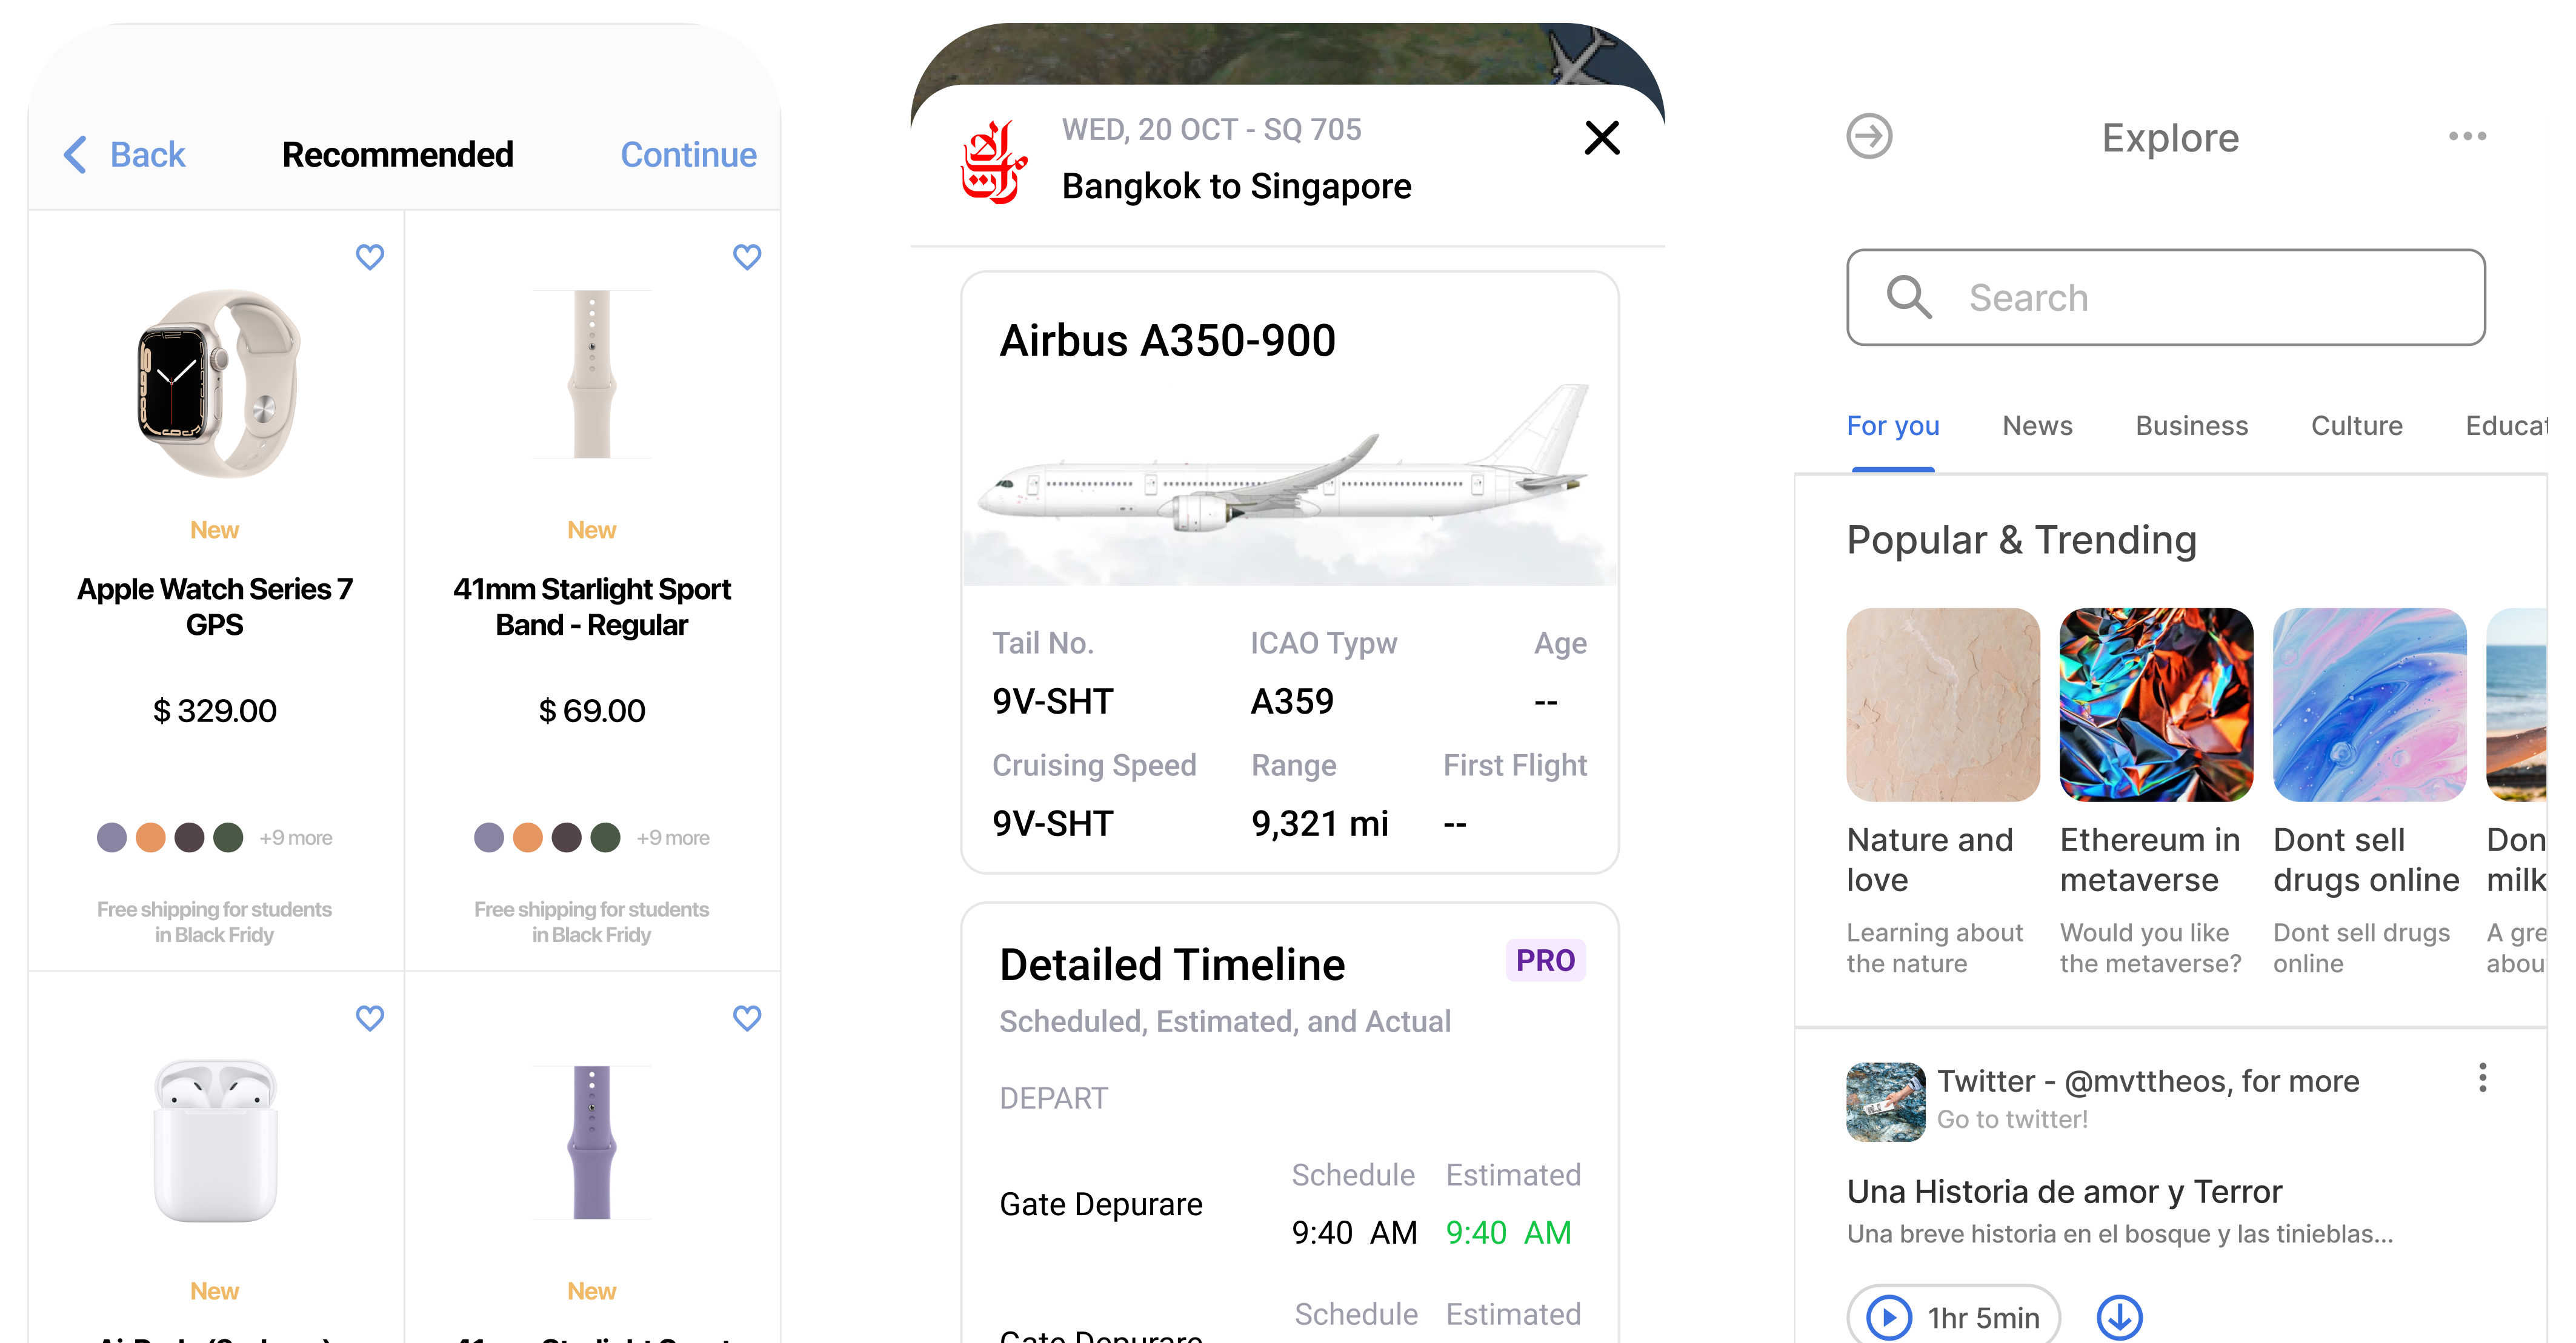 Back
Recommended
Continue
New
Apple Watch Series 7
GPS
$ 329.00
+9 more
Free shipping for students
in Black Fridy
New
41mm Starlight Sport
Band - Regular
$ 69.00
+9 more
Free shipping for students
in Black Fridy
New
New
WED, 20 OCT - SQ 705
Bangkok to Singapore
Airbus A350-900
Tail No.
ICAO Typw
Age
9V-SHT
A359
--
Cruising Speed
Range
First Flight
9V-SHT
9,321 mi
--
Detailed Timeline
PRO
Scheduled, Estimated, and Actual
DEPART
Schedule
Estimated
Gate Depurare
9:40 AM
9:40 AM
Schedule
Estimated
Gate Depurare
Explore
Search
For you
News
Business
Culture
Educat
Popular & Trending
Nature and
love
Learning about
the nature
Ethereum in
metaverse
Would you like
the metaverse?
Dont sell
drugs online
Dont sell drugs
online
Don
milk
A gre
abou
Twitter - @mvttheos, for more
Go to twitter!
Una Historia de amor y Terror
Una breve historia en el bosque y las tinieblas...
1hr 5min